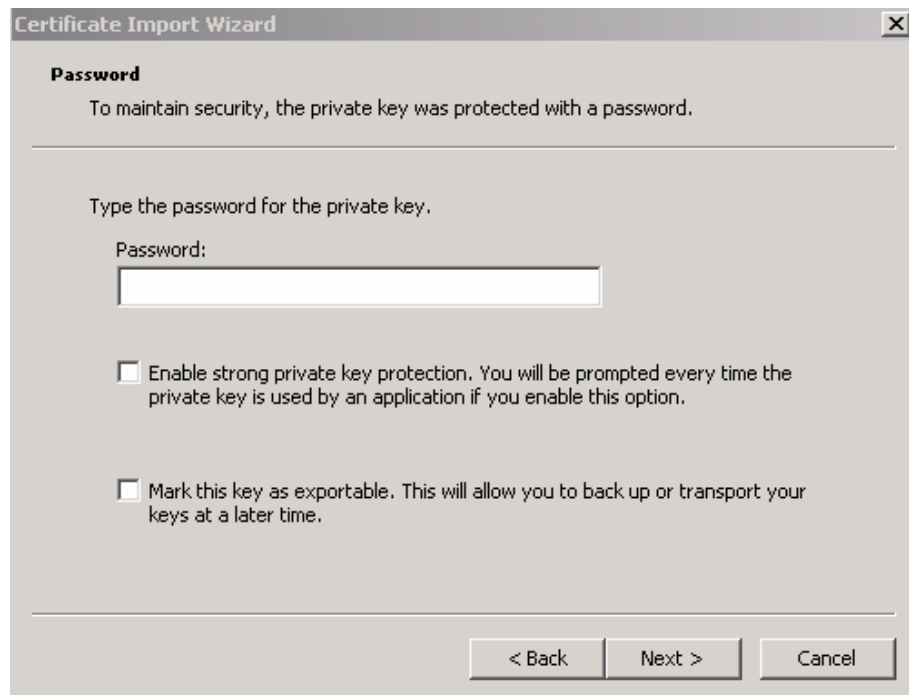 Certificate Import Wizard
Password
To maintain security, the private key was protected with a password.
Type the password for the private key.
Password:
Enable strong private key protection. You will be prompted every time the
private key is used by an application if you enable this option.
Mark this key as exportable. This will allow you to back up or transport your
keys at a later time.
< Back Next > Cancel